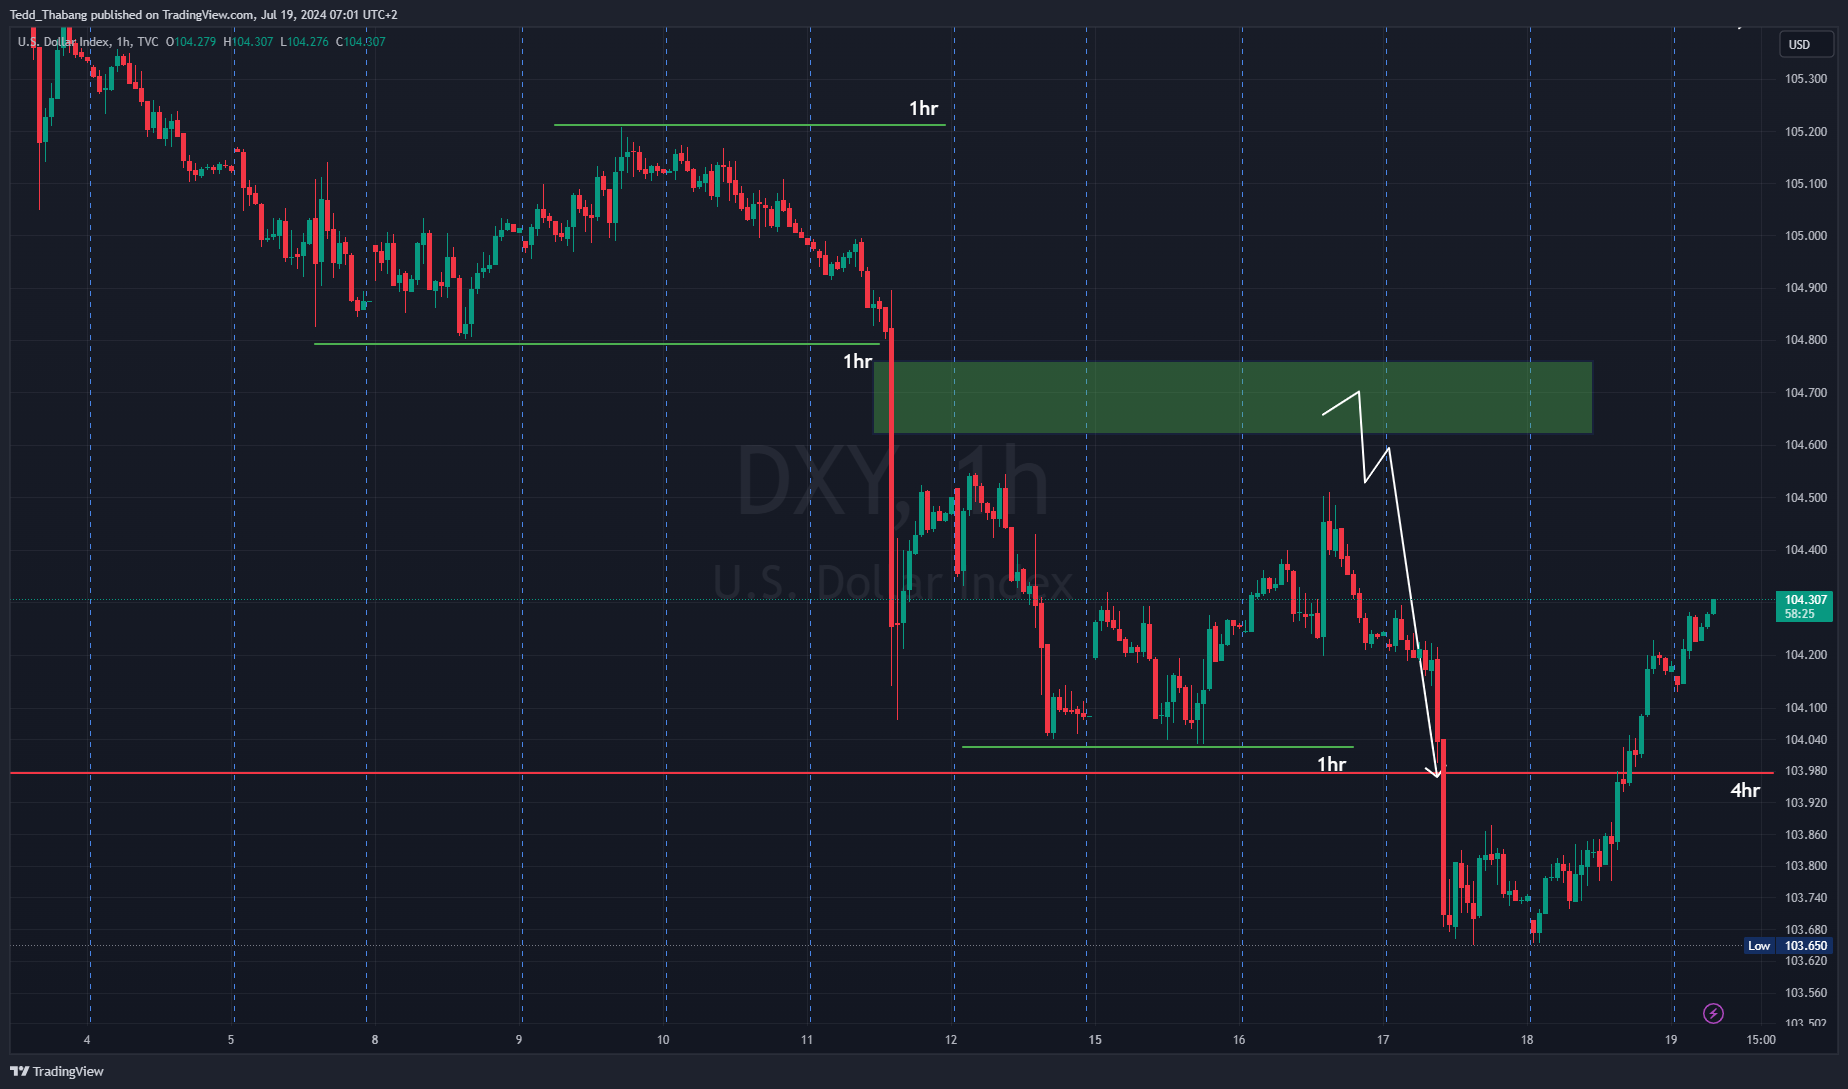 Tedd_Thabang published on TradingView.com, Jul 19, 2024 07:01 UTC+2
U.S. Dollar Index, 1h, TVC O104.279 H104.307 L104.276 C104.307
USD
105.300
1hr
105.200
105.100
105.000
104.900
104.800
1hr
104.700
104.600
DXY, 1h
104.500
104.400
U.S. Dollar Index
104.307
58:25
104.200
104.100
104.040
1hr
103.980
4hr
103.920
103.860
103.800
103.740
103.680
Low 103.650
103.620
103.560
103.502
4 5 8 9 10 11 12 15 16 17 18 19 15:00
TradingView